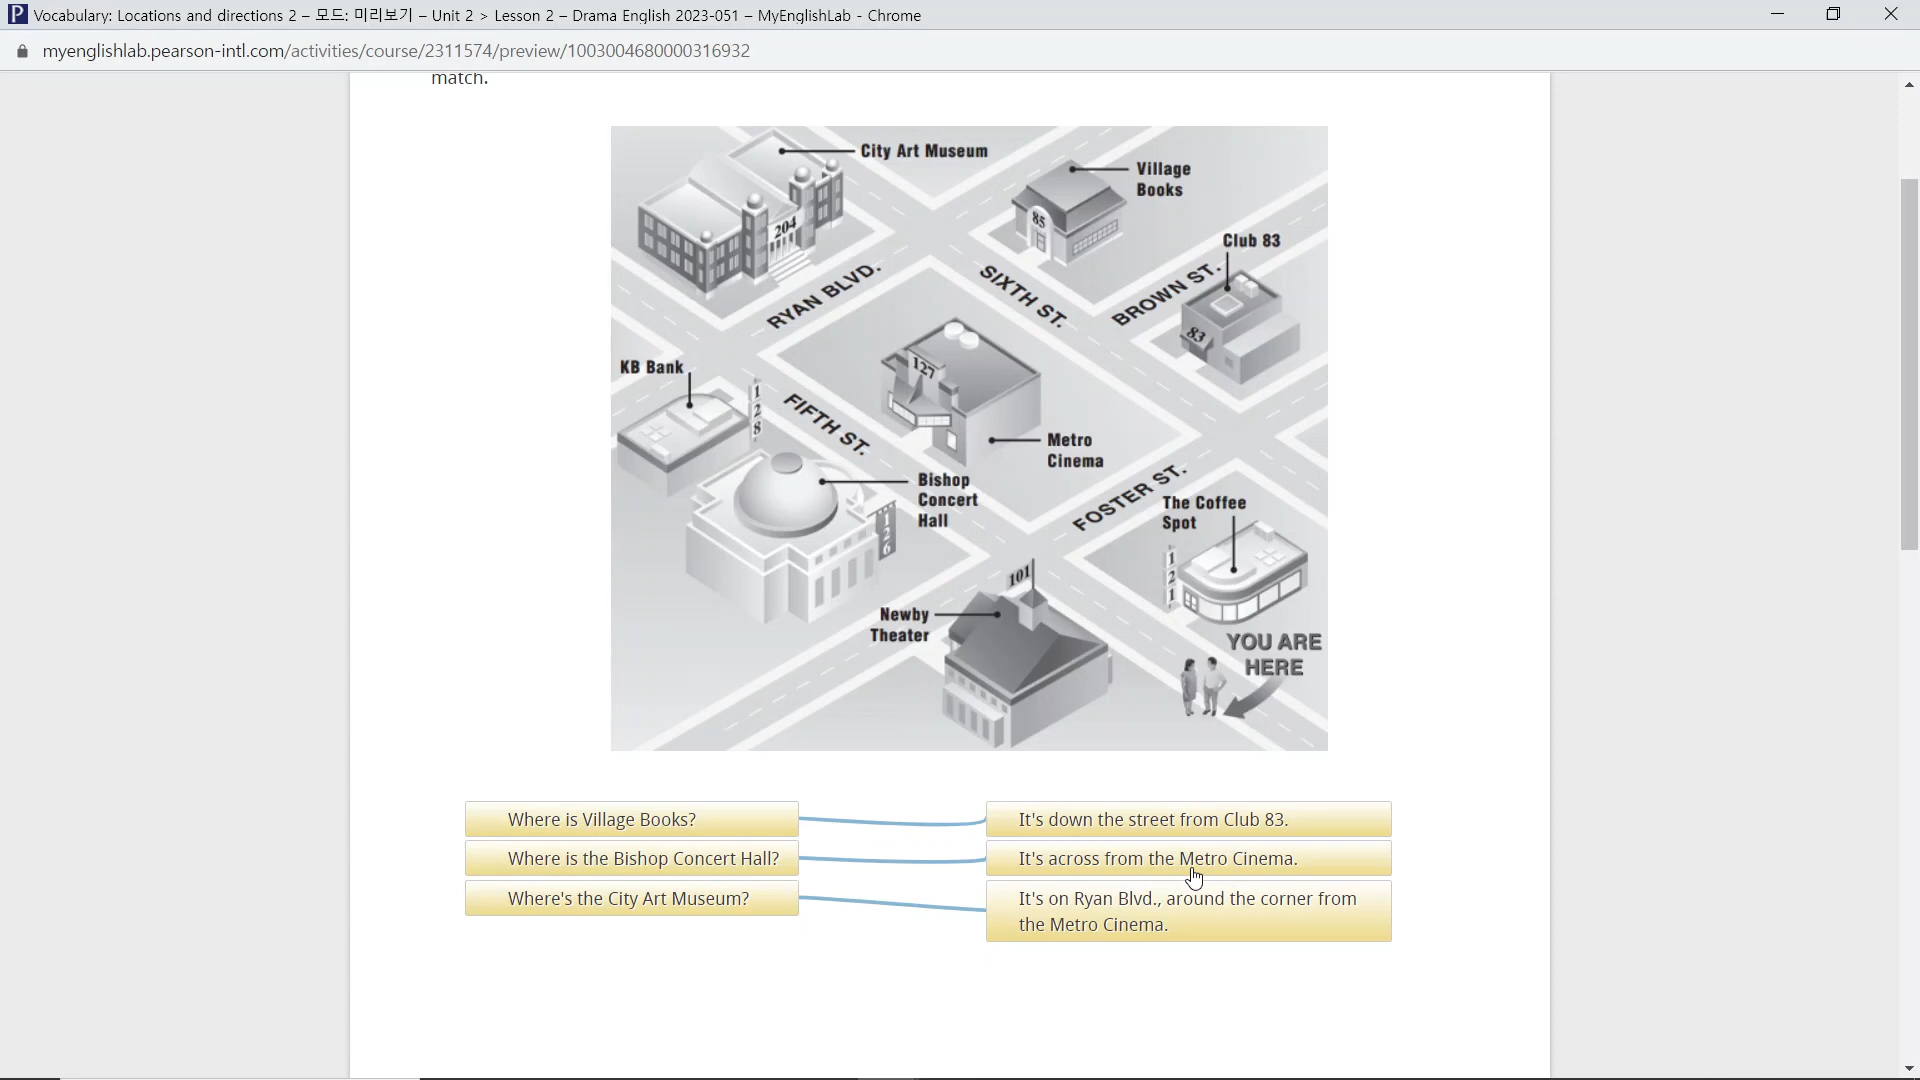 Vocabulary: Locations and directions 2 – 모드: 미리보기 – Unit 2 > Lesson 2 – Drama English 2023-051 – MyEnglishLab - Chrome
myenglishlab.pearson-intl.com/activities/course/2311574/preview/1003004680000316932
match.
City Art Museum
Village
Books
204
85
Club 83
RYAN BLVD.
SIXTH ST.
BROWN ST.
83
KB Bank
127
128
FIFTH ST.
Metro
Cinema
Bishop
Concert
Hall
126
FOSTER ST.
The Coffee
Spot
121
101
Newby
Theater
YOU ARE
HERE
Where is Village Books?
It's down the street from Club 83.
Where is the Bishop Concert Hall?
It's across from the Metro Cinema.
Where's the City Art Museum?
It's on Ryan Blvd., around the corner from
the Metro Cinema.